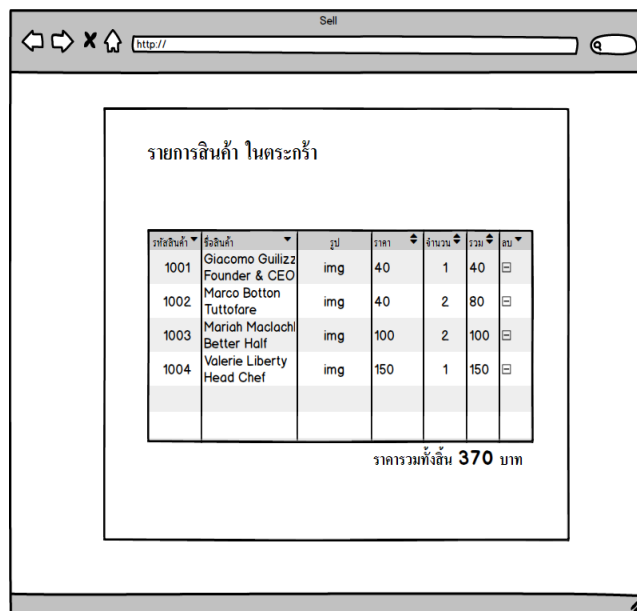 Sell
http://
รายการสินค้า ในตระกร้า
รหัสสินค้า ชื่อสินค้า รูป ราคา จำนวน รวม ลบ
Giacomo Guilizz
1001 img 40 1 40
Founder & CEO
Marco Botton
1002 img 40 2 80
Tuttofare
Mariah Maclachl
1003 img 100 2 100
Better Half
Valerie Liberty
1004 img 150 1 150
Head Chef
ราคารวมทั้งสิ้น 370 บาท